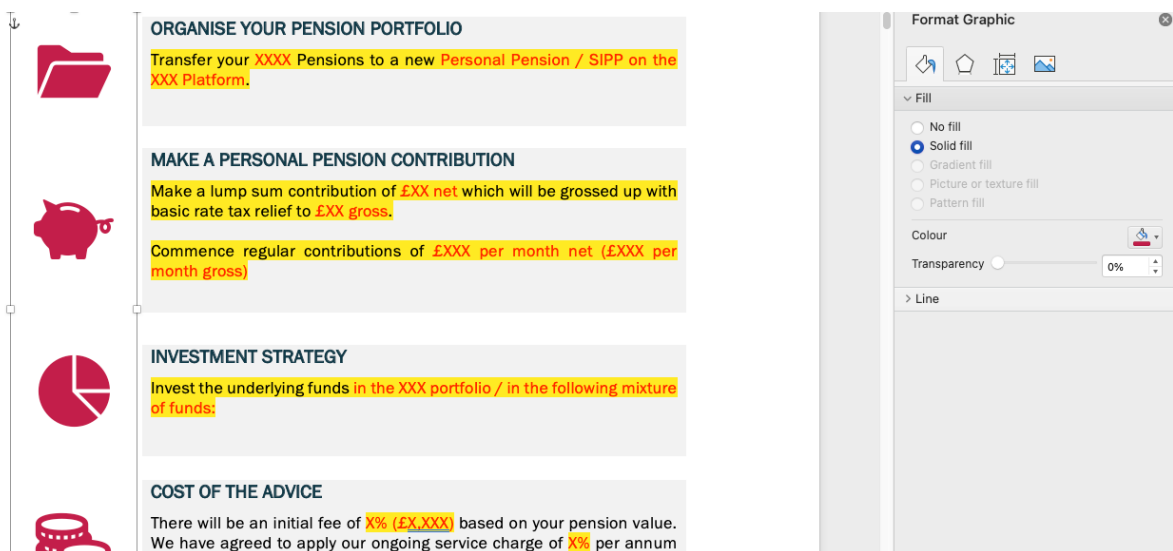 ORGANISE YOUR PENSION PORTFOLIO
Transfer your XXXX Pensions to a new Personal Pension / SIPP on the
XXX Platform.
MAKE A PERSONAL PENSION CONTRIBUTION
Make a lump sum contribution of £XX net which will be grossed up with
basic rate tax relief to £XX gross.
Commence regular contributions of £XXX per month net (£XXX per
month gross)
INVESTMENT STRATEGY
Invest the underlying funds in the XXX portfolio / in the following mixture
of funds:
COST OF THE ADVICE
There will be an initial fee of X% (£X,XXX) based on your pension value.
We have agreed to apply our ongoing service charge of X% per annum
Format Graphic
Fill
No fill
Solid fill
Gradient fill
Picture or texture fill
Pattern fill
Colour
Transparency 0%
Line